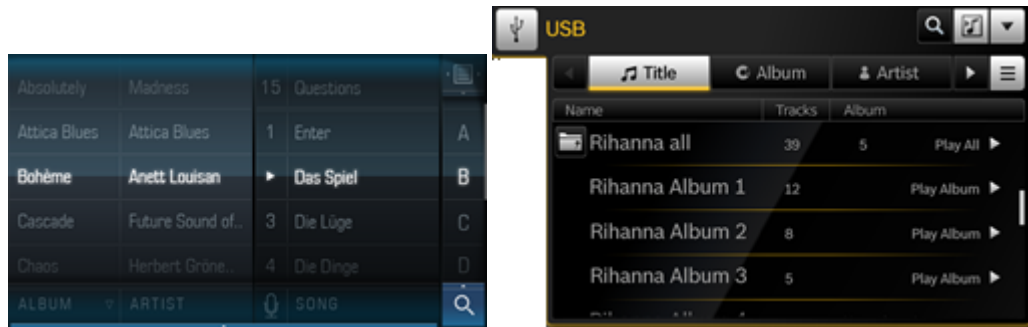 Absolutely Madness 15 Questions
Attica Blues Attica Blues 1 Enter A
Bohème Anett Louisan Das Spiel B
Cascade Future Sound of... 3 Die Lüge C
Chaos Herbert Gröne... 4 Die Dinge D
ALBUM ARTIST SONG
USB
Title Album Artist
Name Tracks Album
Rihanna all 39 5 Play All
Rihanna Album 1 12 Play Album
Rihanna Album 2 8 Play Album
Rihanna Album 3 5 Play Album